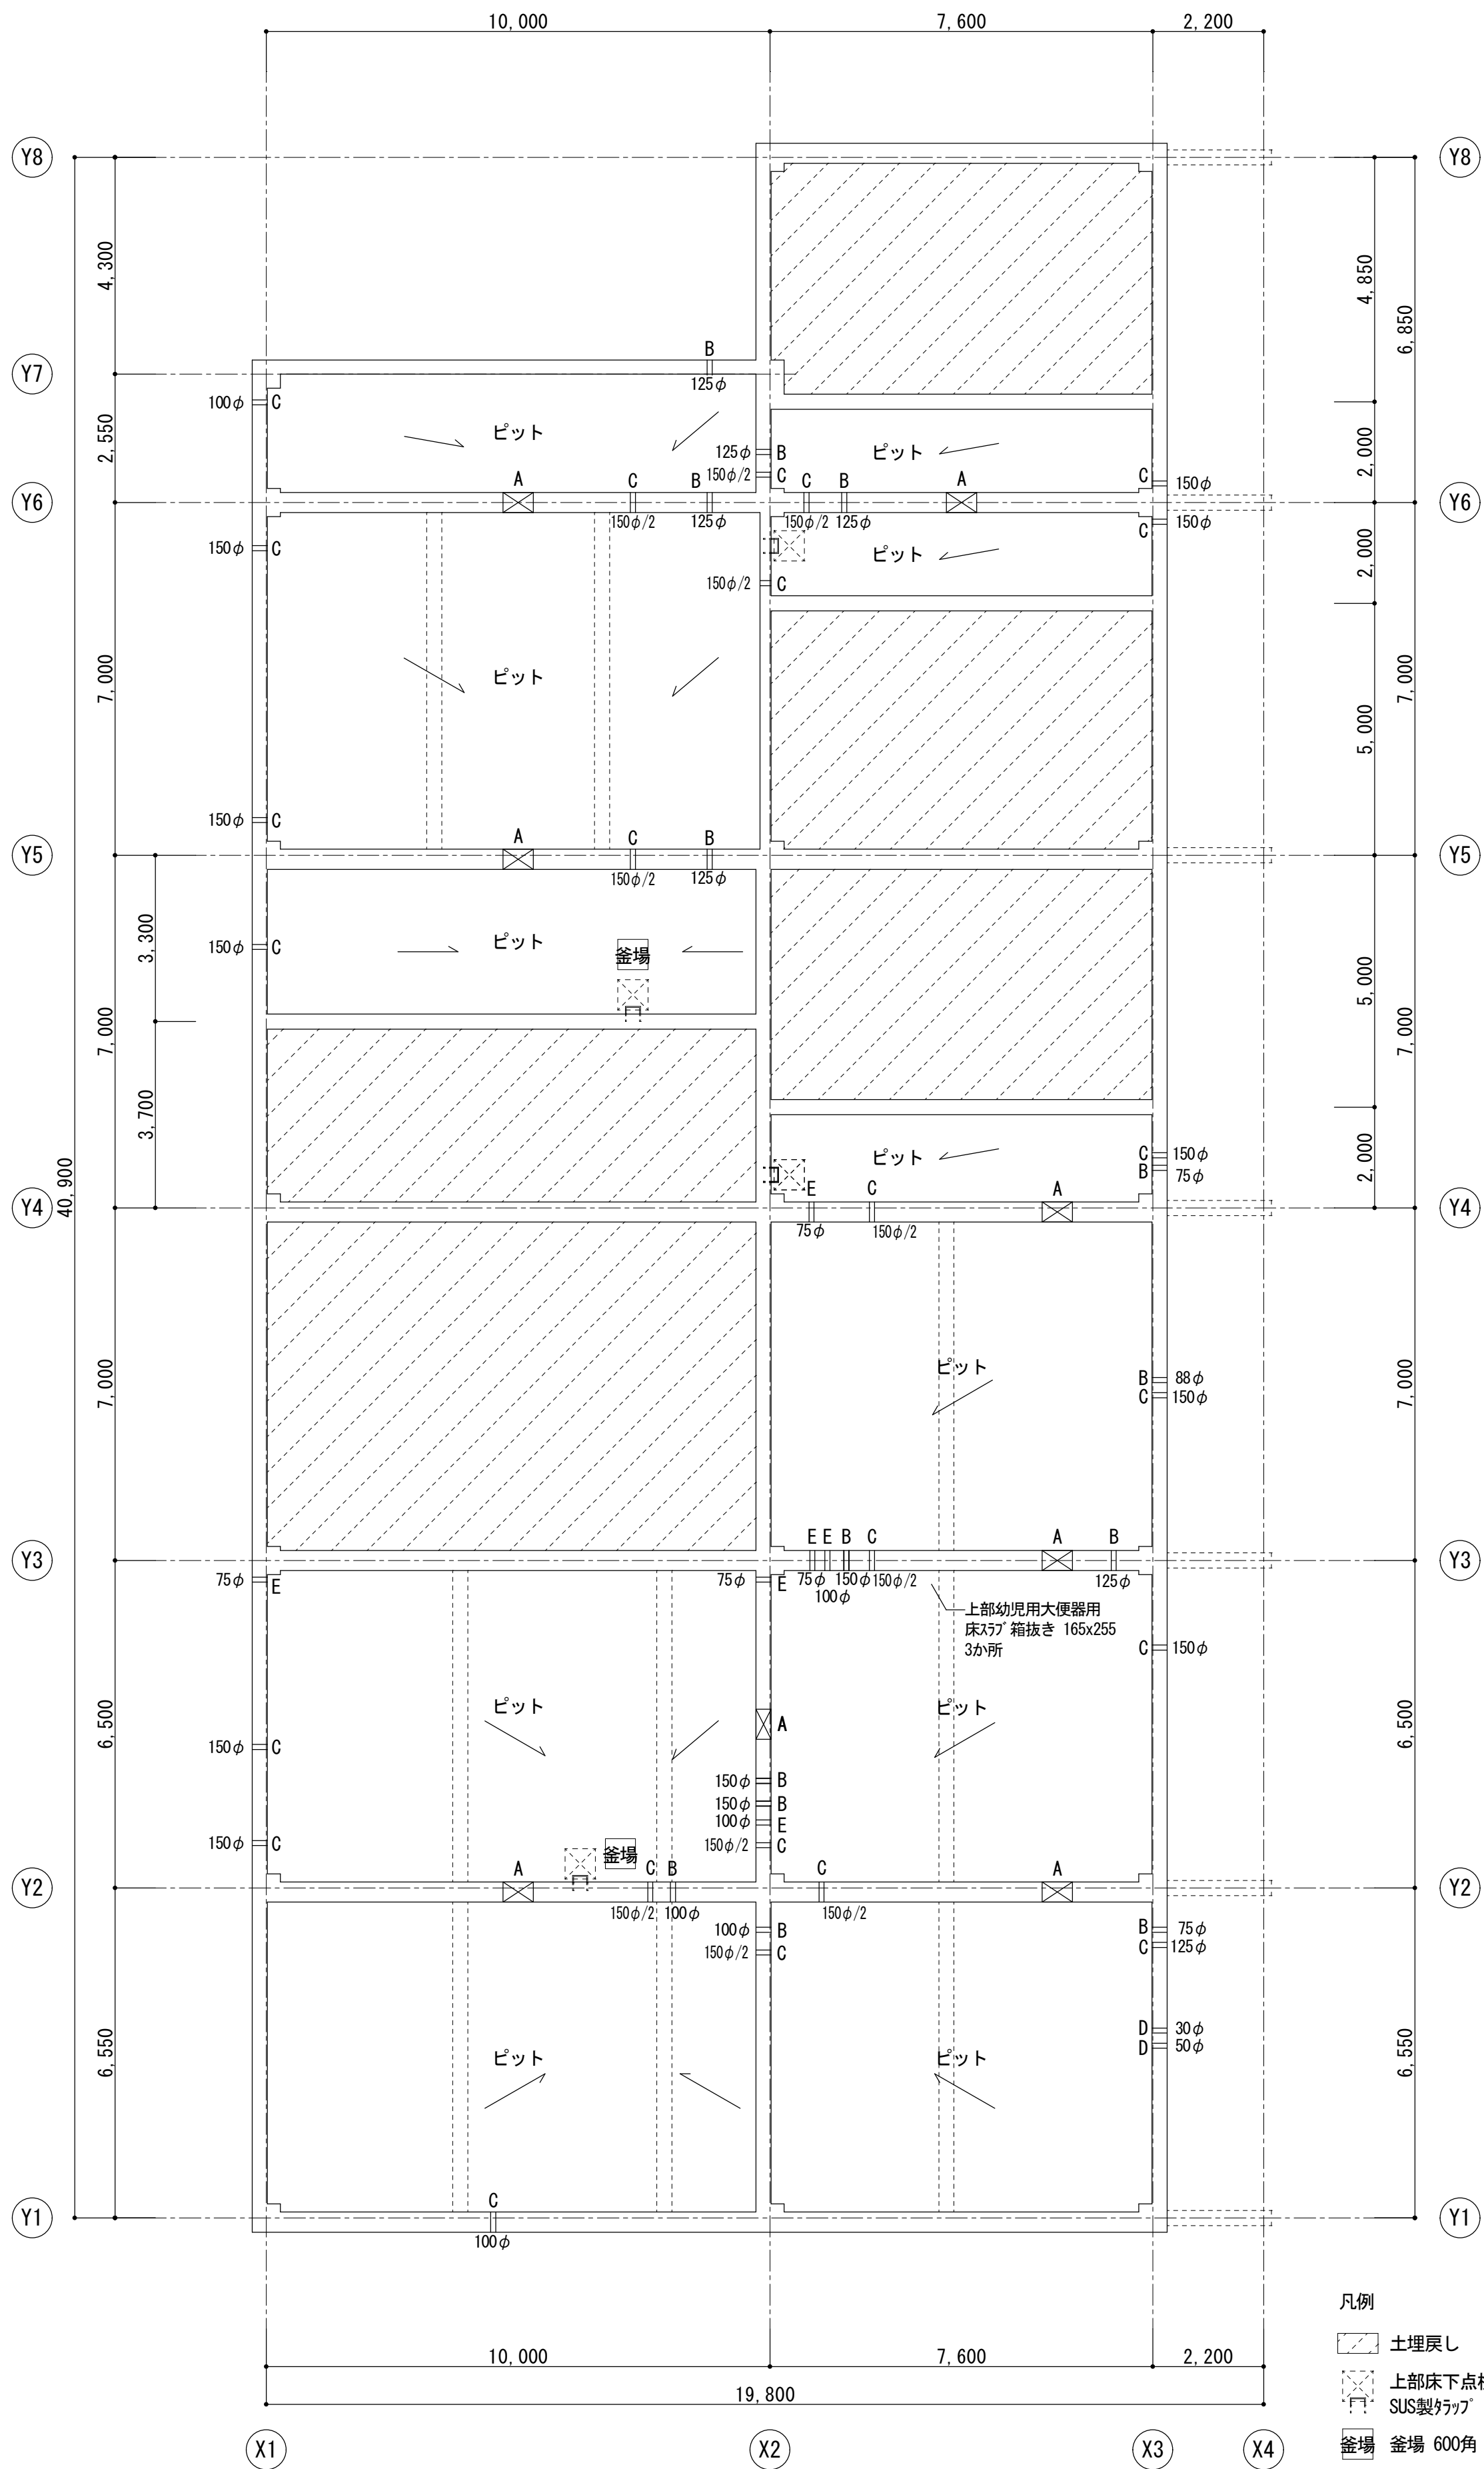 10,000 7,600 2,200
Y8 Y8
4,300 4,850 6,850
B
Y7 125φ
100φ C
2,550 ピット 125φ B ピット 2,000
A C B 150φ/2 C C B A C 150φ
Y6 150φ/2 125φ 150φ/2 125φ Y6
150φ C ピット C 150φ 2,000
150φ/2 C
7,000 ピット 5,000 7,000
150φ C
A C B
Y5 150φ/2 125φ Y5
3,300 150φ C ピット
釜場
7,000 5,000 7,000
3,700
40,900
ピット C 150φ 2,000
B 75φ
E C A
Y4 75φ 150φ/2 Y4
7,000 ピット B 88φ 7,000
C 150φ
E E B C A B
Y3 Y3
75φ E 75φ E 75φ 150φ 150φ/2 125φ
100φ
上部幼児用大便器用
床ｽﾗﾌﾞ箱抜き 165x255
3か所
C 150φ
6,500 ピット ピット 6,500
A
150φ C
150φ B
150φ B
100φ E
150φ C 釜場 150φ/2 C
A C B C A
Y2 Y2
150φ/2 100φ 150φ/2
100φ B B 75φ
150φ/2 C C 125φ
D 30φ
D 50φ
6,550 ピット ピット 6,550
C
Y1 100φ Y1
凡例
土埋戻し
10,000 7,600 2,200
上部床下点
SUS製ﾀﾗｯﾌﾟ
19,800
釜場 釜場 600角
X1 X2 X3 X4